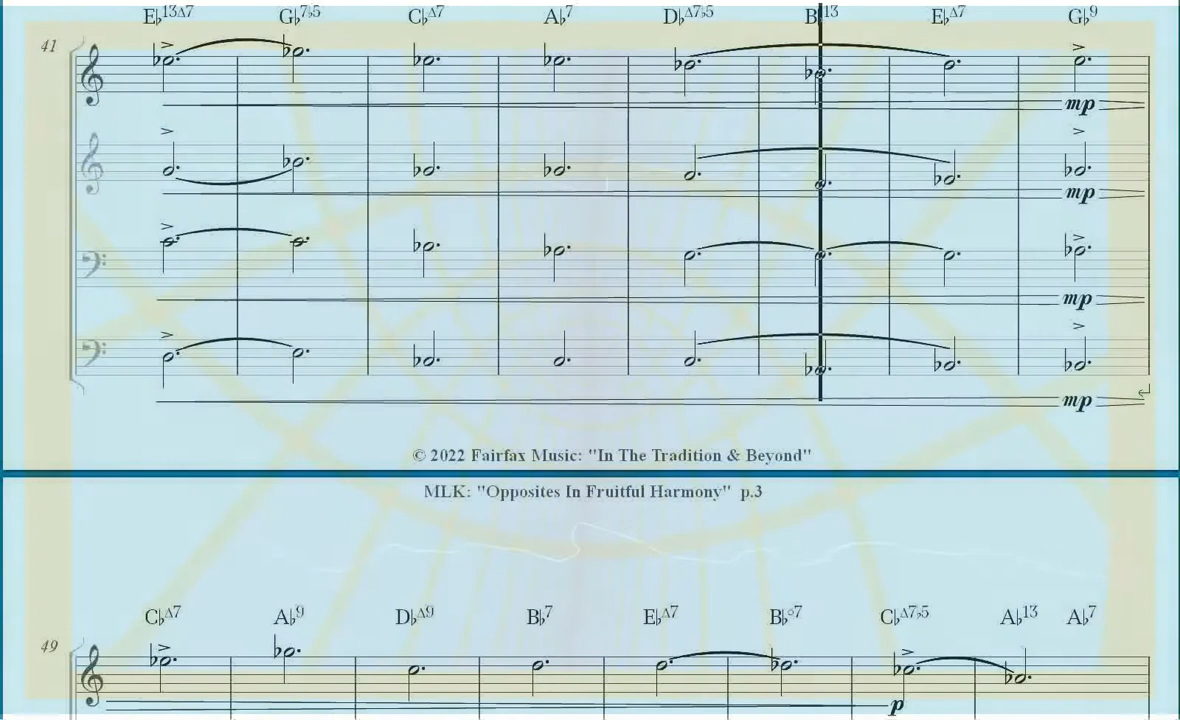 E♭13Δ7 G♭7♭5 C♭Δ7 A♭7 D♭Δ7♭5 B♭13 E♭Δ7 G♭9
41
mp
mp
mp
mp
© 2022 Fairfax Music: "In The Tradition & Beyond"
MLK: "Opposites In Fruitful Harmony" p.3
C♭Δ7 A♭9 D♭Δ9 B♭7 E♭Δ7 B♭°7 C♭Δ7♭5 A♭13 A♭7
49
p